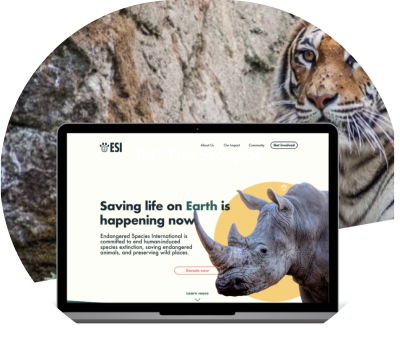 ESI
About Us Our Impact Community Get Involved
Saving life on Earth is
happening now
Endangered Species International is
committed to end human-induced
species extinction, saving endangered
animals, and preserving wild places.
Donate now
Learn more